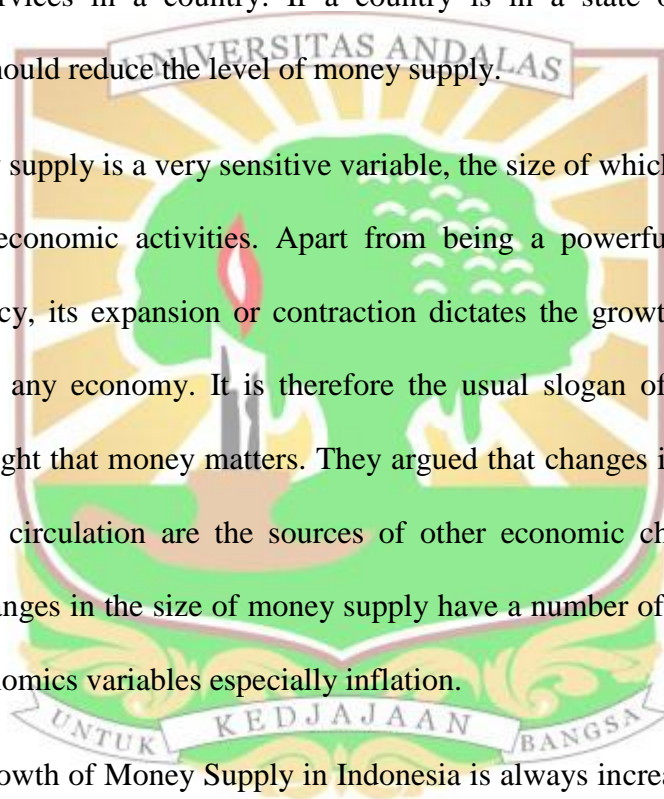 rvices in a country. If a country is in a state o
UNIVERSITAS ANDALAS
hould reduce the level of money supply.
supply is a very sensitive variable, the size of which
economic activities. Apart from being a powerfu
cy, its expansion or contraction dictates the growt
any economy. It is therefore the usual slogan of
ght that money matters. They argued that changes i
circulation are the sources of other economic ch
anges in the size of money supply have a number of
nomics variables especially inflation.
UNTUK KEDJAJAAN BANGSA
owth of Money Supply in Indonesia is always increa